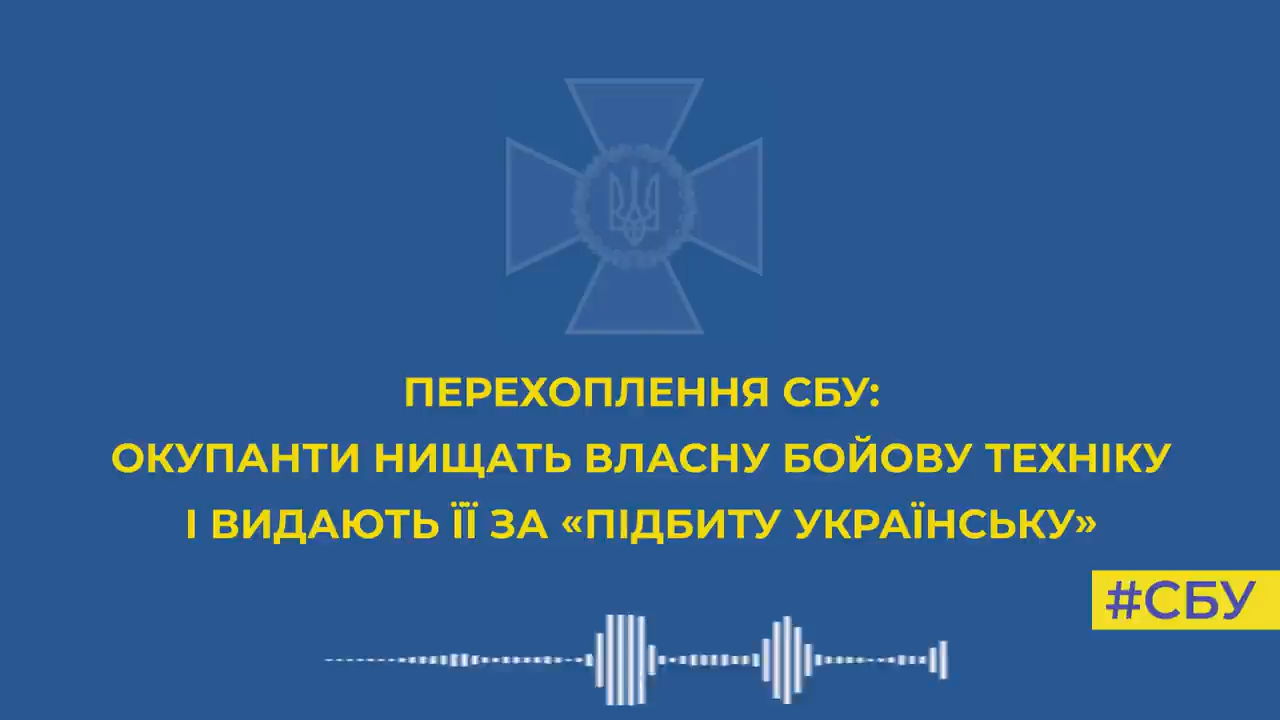 ПЕРЕХОПЛЕННЯ СБУ:
ОКУПАНТИ НИЩАТЬ ВЛАСНУ БОЙОВУ ТЕХНІКУ
І ВИДАЮТЬ ЇЇ ЗА «ПІДБИТУ УКРАЇНСЬКУ»
#СБУ